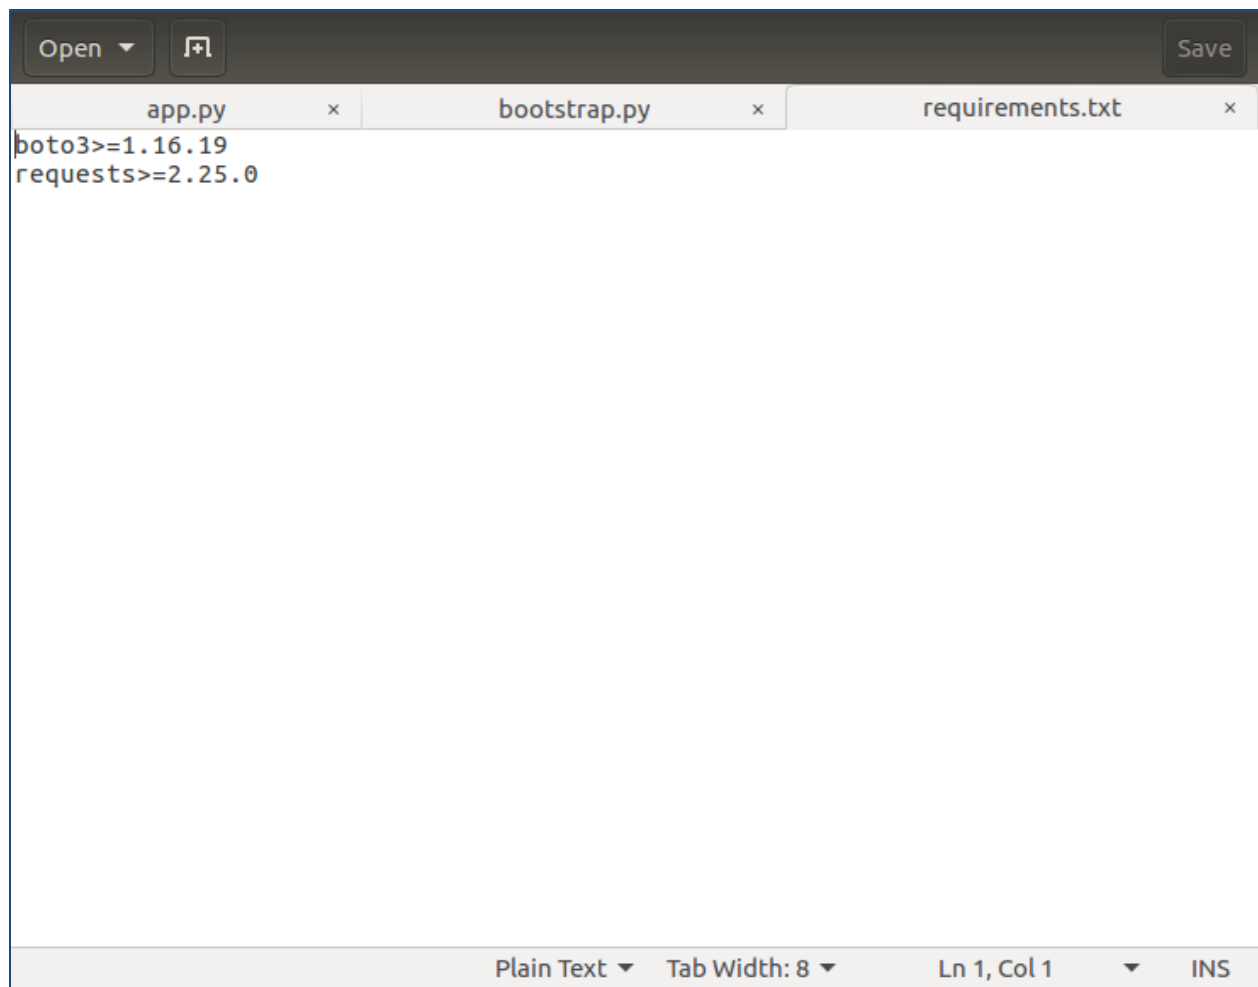 Open
Save
app.py × bootstrap.py × requirements.txt ×
boto3>=1.16.19
requests>=2.25.0
Plain Text Tab Width: 8 Ln 1, Col 1 INS